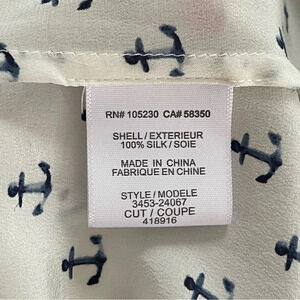 RN# 105230 CA# 58350
SHELL / EXTERIEUR
100% SILK / SOIE
MADE IN CHINA
FABRIQUE EN CHINE
STYLE / MODELE
3453-24067
CUT / COUPE
418916